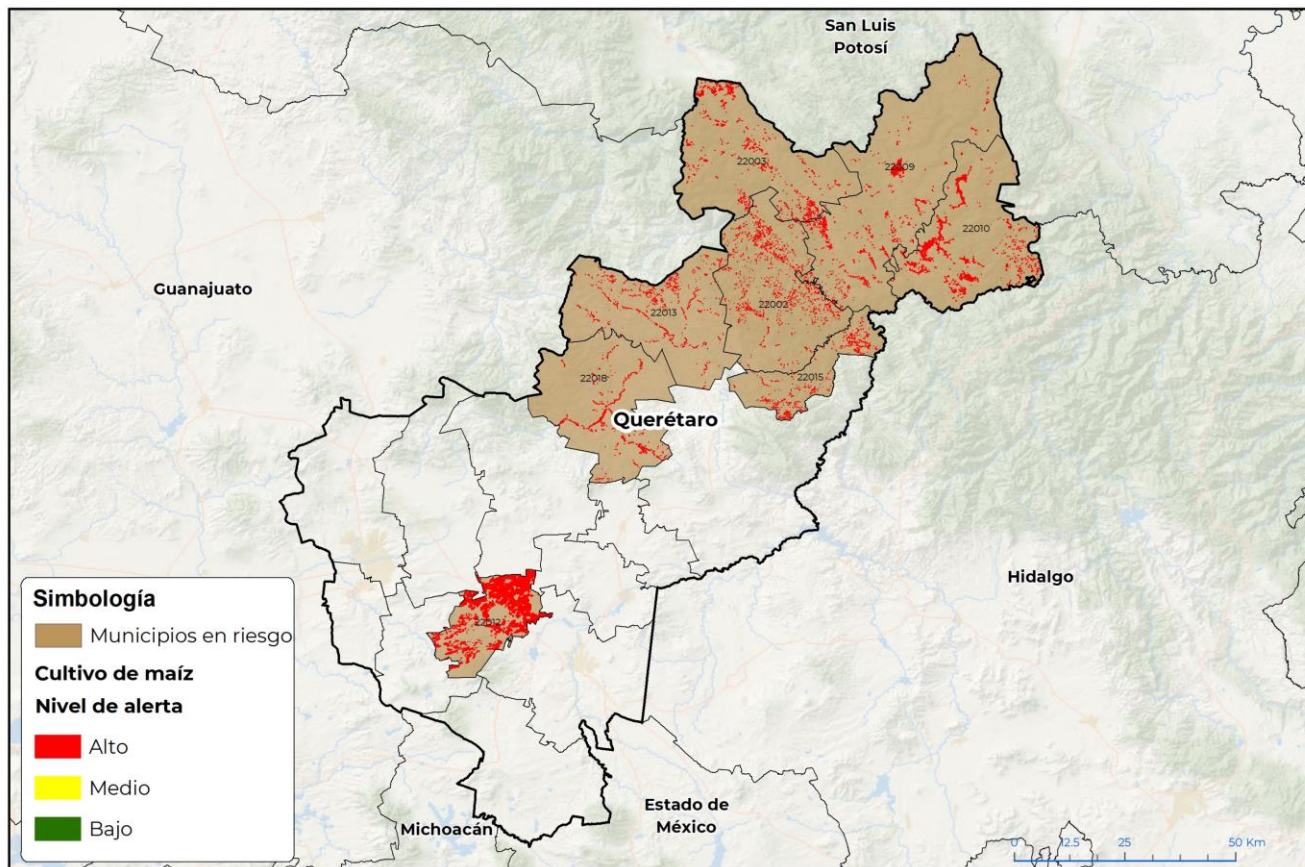 San Luis
Potosí
22003
22009
22010
Guanajuato
22013
22002
22018
22015
Querétaro
Hidalgo
22012
Simbología
Municipios en riesgo
Cultivo de maíz
Nivel de alerta
Alto
Medio
Bajo
Estado de
México
Michoacán
0 12.5 25 50 Km